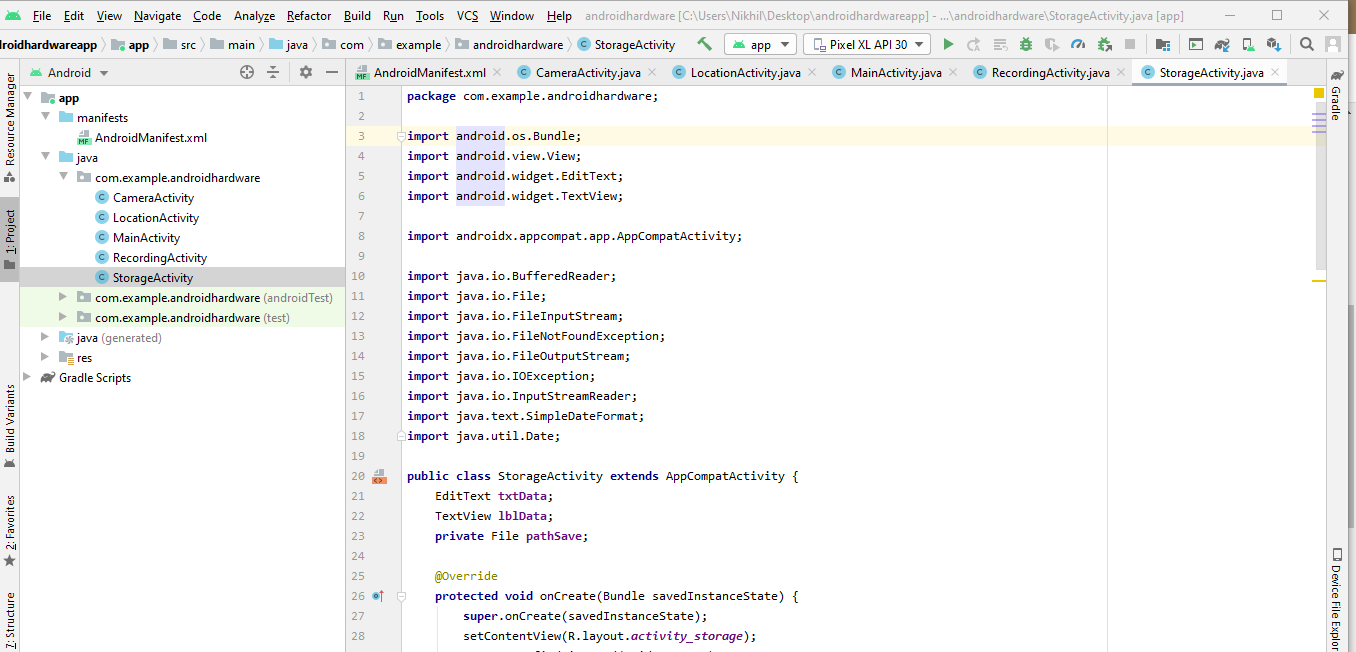 File Edit View Navigate Code Analyze Refactor Build Run Tools VCS Window Help androidhardware [C:\Users\Nikhil\Desktop\androidhardwareapp] - ...\androidhardware\StorageActivity.java [app]
droidhardwareapp app src main java com example androidhardware StorageActivity app Pixel XL API 30
Android
AndroidManifest.xml CameraActivity.java LocationActivity.java MainActivity.java RecordingActivity.java StorageActivity.java
Resource Manager
1: Project
Build Variants
2: Favorites
7: Structure
app
manifests
AndroidManifest.xml
java
com.example.androidhardware
CameraActivity
LocationActivity
MainActivity
RecordingActivity
StorageActivity
com.example.androidhardware (androidTest)
com.example.androidhardware (test)
java (generated)
res
Gradle Scripts
1 package com.example.androidhardware;
2
3 import android.os.Bundle;
4 import android.view.View;
5 import android.widget.EditText;
6 import android.widget.TextView;
7
8 import androidx.appcompat.app.AppCompatActivity;
9
10 import java.io.BufferedReader;
11 import java.io.File;
12 import java.io.FileInputStream;
13 import java.io.FileNotFoundException;
14 import java.io.FileOutputStream;
15 import java.io.IOException;
16 import java.io.InputStreamReader;
17 import java.text.SimpleDateFormat;
18 import java.util.Date;
19
20 public class StorageActivity extends AppCompatActivity {
21 EditText txtData;
22 TextView lblData;
23 private File pathSave;
24
25 @Override
26 protected void onCreate(Bundle savedInstanceState) {
27 super.onCreate(savedInstanceState);
28 setContentView(R.layout.activity_storage);
Gradle
Device File Explor